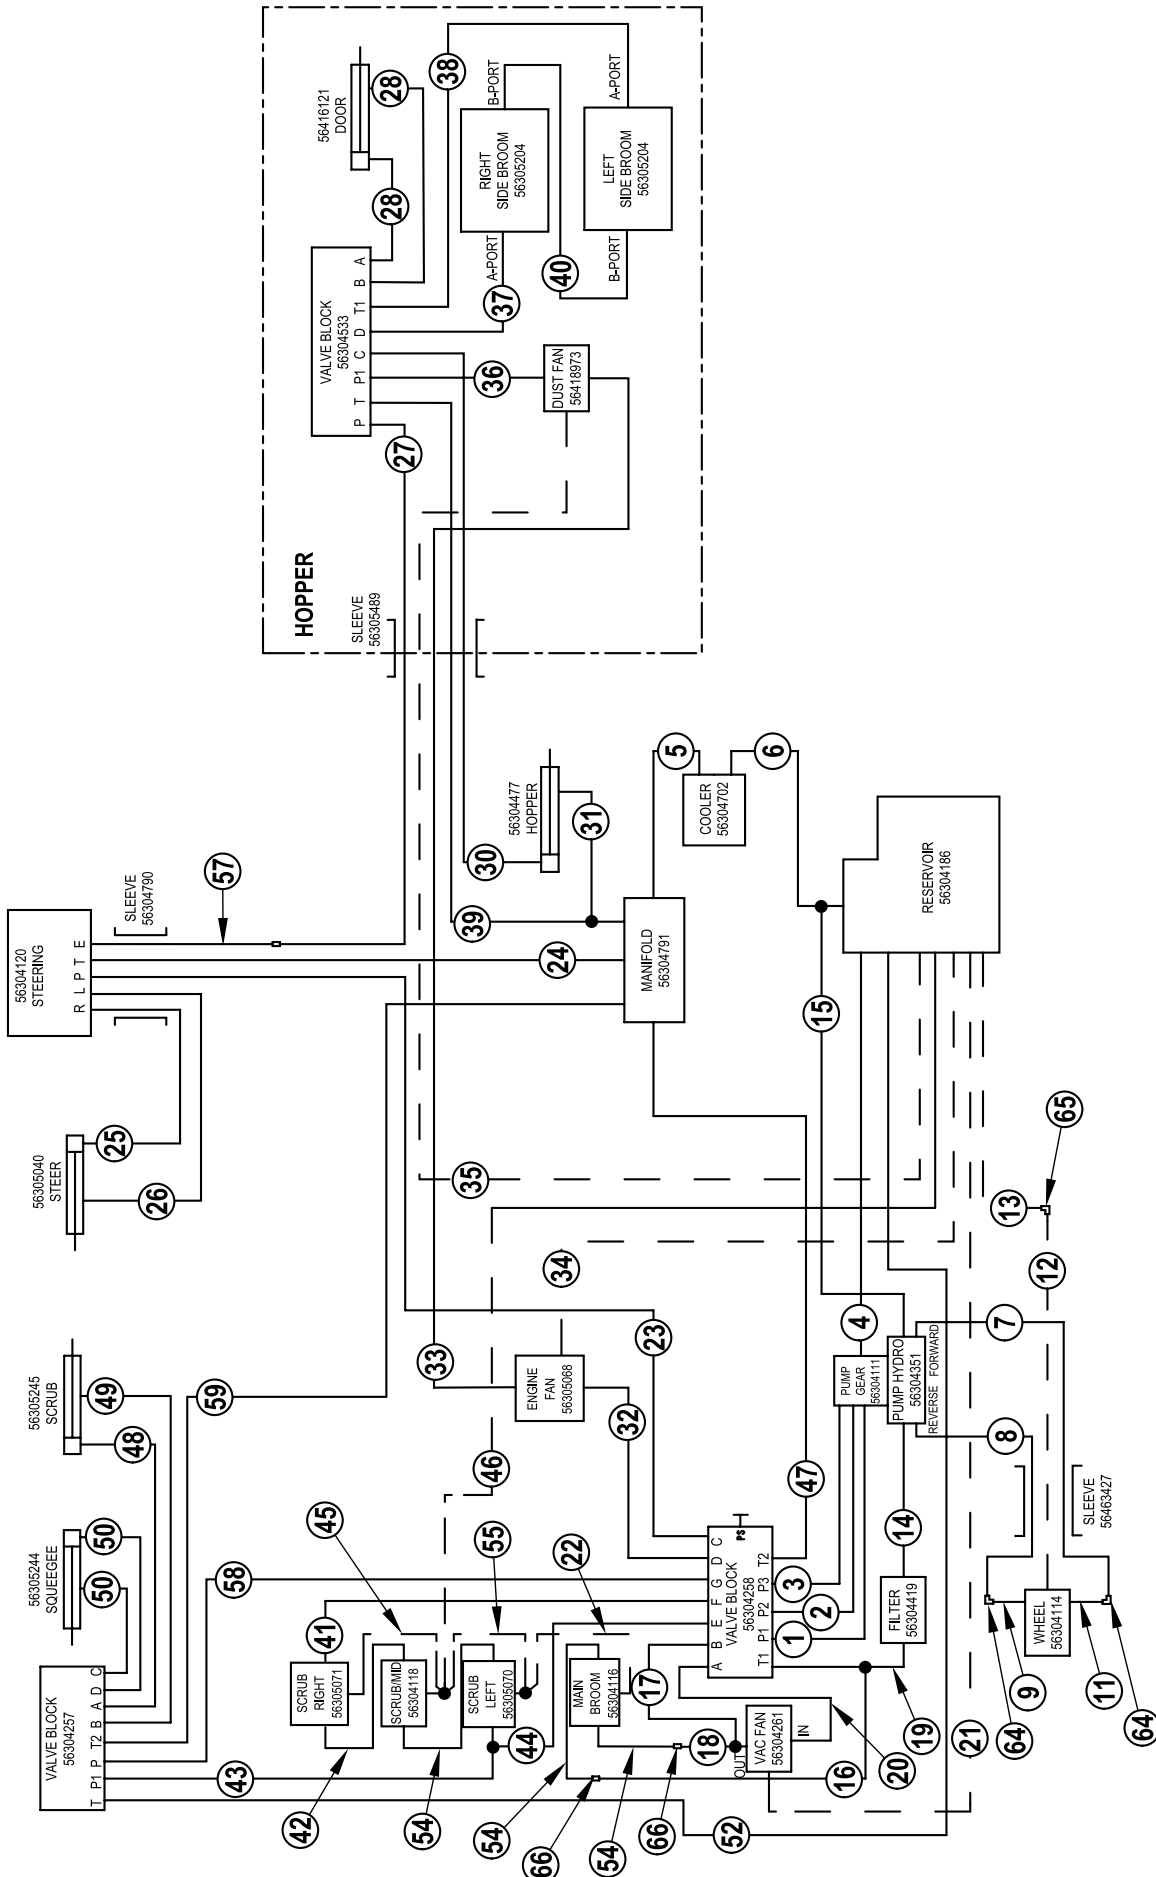 VALVE BLOCK
56304257
T P1 P T2 B A D C
56305244
SQUEEGEE
50
50
56305245
SCRUB
48
49
56305040
STEER
26
25
56304120
STEERING
R L P T E
SLEEVE
56304790
57
43
58
59
52
42
41
45
SCRUB
RIGHT
56305071
54
SCRUB/MID
56304118
SCRUB
LEFT
56305070
55
46
44
54
66
54
66
MAIN
BROOM
56304116
22
17
18
OUT
VAC FAN
56304261
IN
16
20
19
21
33
ENGINE
FAN
56305068
32
34
35
23
47
A B E F G D C
VALVE BLOCK
56304258
T1 P1 P2 P3 T2
PS
1
2
3
FILTER
56304419
14
PUMP
GEAR
56304111
PUMP HYDRO
56304351
REVERSE FORWARD
4
15
8
7
SLEEVE
56463427
WHEEL
56304114
64
9
11
64
12
13
65
24
39
MANIFOLD
56304791
30
31
56304477
HOPPER
5
COOLER
56304702
6
RESERVOIR
56304186
HOPPER
SLEEVE
56305489
27
VALVE BLOCK
56304533
P T P1 C D T1 B A
56416121
DOOR
28
28
38
36
DUST FAN
56418973
37
A-PORT
RIGHT
SIDE BROOM
56305204
B-PORT
40
B-PORT
LEFT
SIDE BROOM
56305204
A-PORT